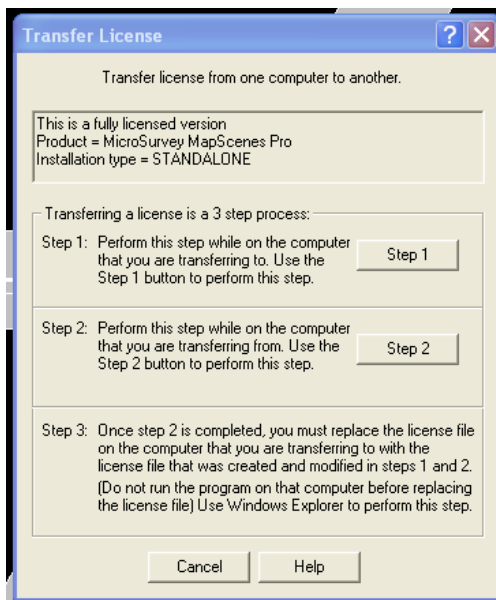 Transfer License
Transfer license from one computer to another.
This is a fully licensed version
Product = MicroSurvey MapScenes Pro
Installation type = STANDALONE
Transferring a license is a 3 step process:
Step 1: Perform this step while on the computer
that you are transferring to. Use the
Step 1 button to perform this step.
Step 1
Step 2: Perform this step while on the computer
that you are transferring from. Use the
Step 2 button to perform this step.
Step 2
Step 3: Once step 2 is completed, you must replace the license file
on the computer that you are transferring to with the
license file that was created and modified in steps 1 and 2.
(Do not run the program on that computer before replacing
the license file) Use Windows Explorer to perform this step.
Cancel Help